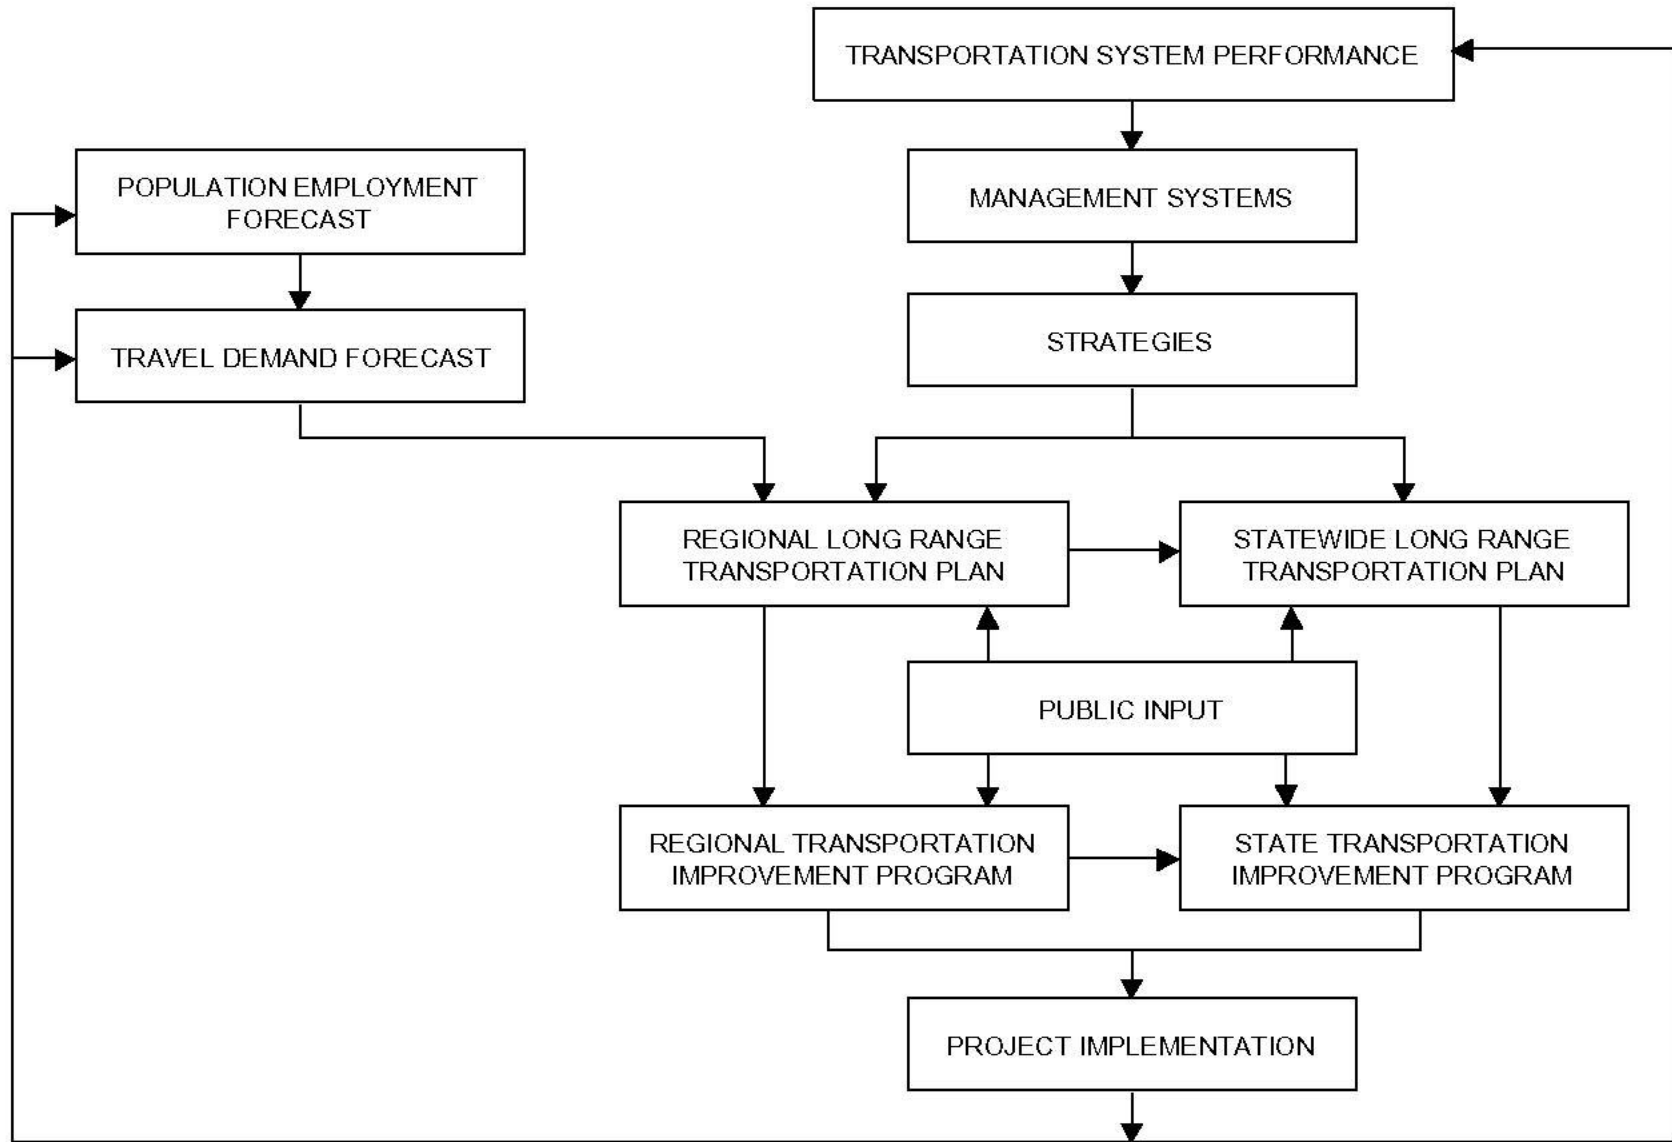 TRANSPORTATION SYSTEM PERFORMANCE
POPULATION EMPLOYMENT
FORECAST
MANAGEMENT SYSTEMS
TRAVEL DEMAND FORECAST
STRATEGIES
REGIONAL LONG RANGE
TRANSPORTATION PLAN
STATEWIDE LONG RANGE
TRANSPORTATION PLAN
PUBLIC INPUT
REGIONAL TRANSPORTATION
IMPROVEMENT PROGRAM
STATE TRANSPORTATION
IMPROVEMENT PROGRAM
PROJECT IMPLEMENTATION